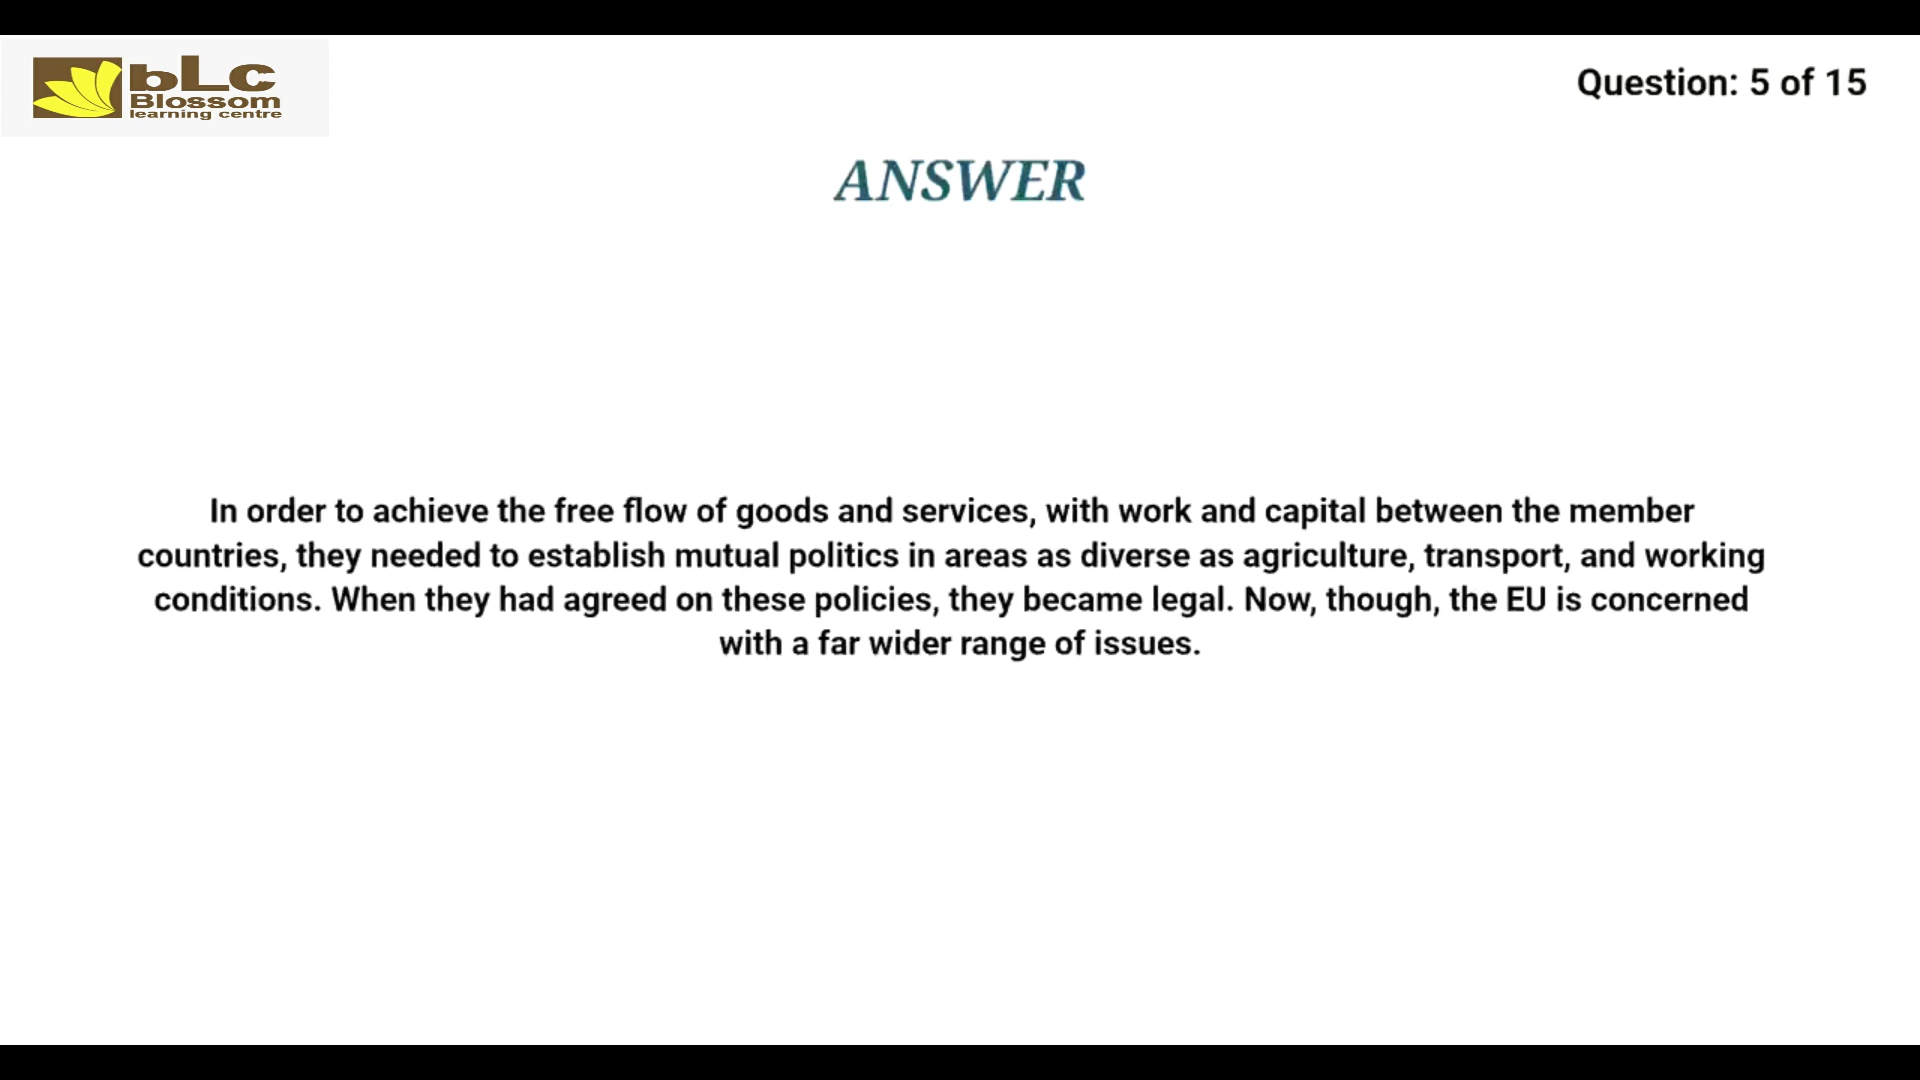 bLc
Blossom
learning centre
Question: 5 of 15
ANSWER
In order to achieve the free flow of goods and services, with work and capital between the member
countries, they needed to establish mutual politics in areas as diverse as agriculture, transport, and working
conditions. When they had agreed on these policies, they became legal. Now, though, the EU is concerned
with a far wider range of issues.